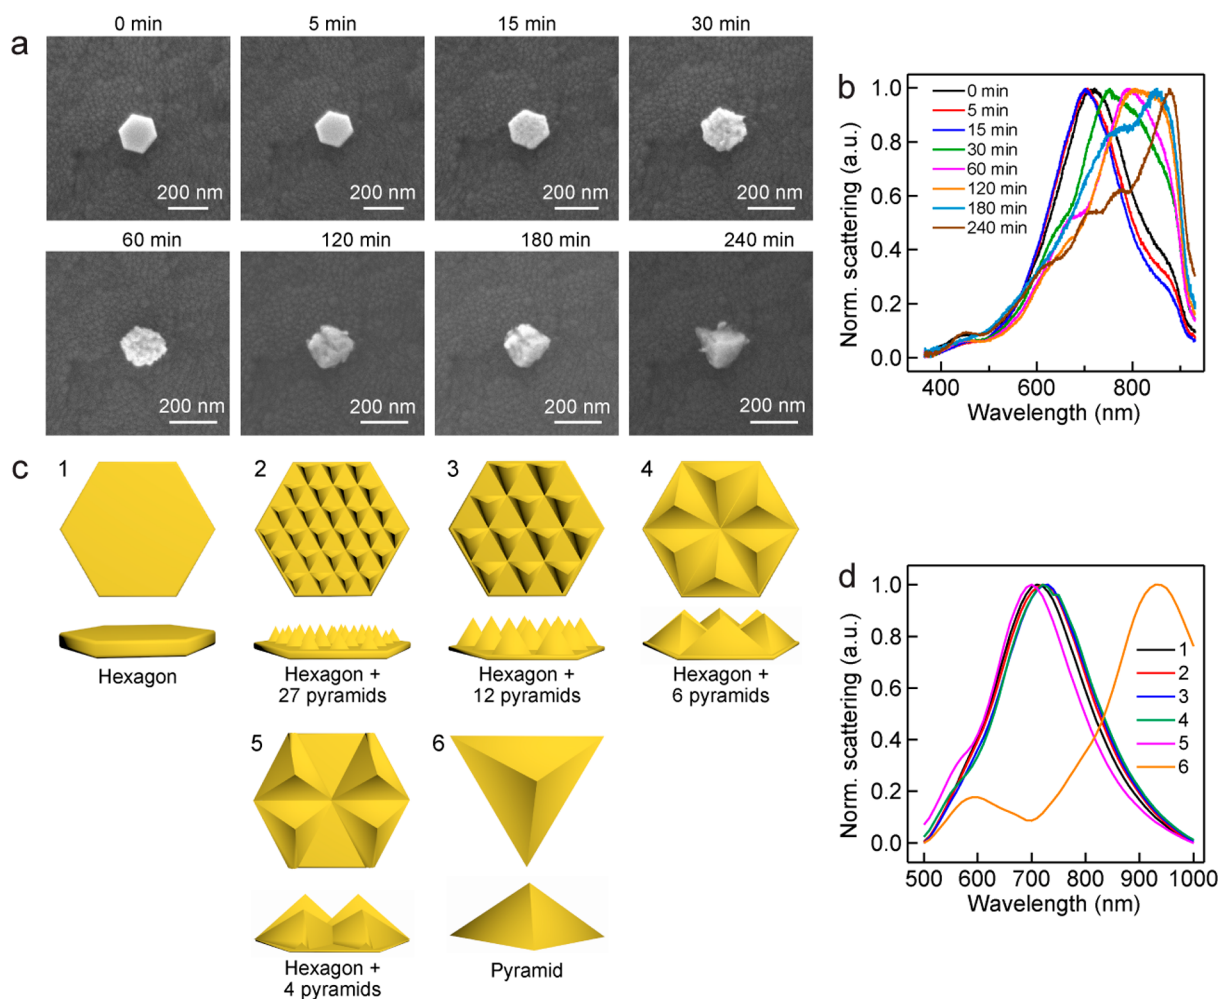 a
0 min
5 min
15 min
30 min
200 nm
200 nm
200 nm
200 nm
60 min
120 min
180 min
240 min
200 nm
200 nm
200 nm
200 nm
b
1.0
0.8
0.6
0.4
0.2
0.0
Norm. scattering (a.u.)
0 min
5 min
15 min
30 min
60 min
120 min
180 min
240 min
400
600
800
Wavelength (nm)
c
1
Hexagon
2
Hexagon +
27 pyramids
3
Hexagon +
12 pyramids
4
Hexagon +
6 pyramids
5
Hexagon +
4 pyramids
6
Pyramid
d
1.0
0.8
0.6
0.4
0.2
0.0
Norm. scattering (a.u.)
1
2
3
4
5
6
500
600
700
800
900
1000
Wavelength (nm)